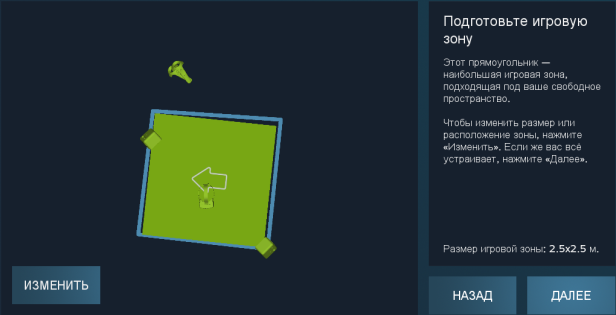 Подготовьте игровую
зону
Этот прямоугольник —
наибольшая игровая зона,
подходящая под ваше свободное
пространство.
Чтобы изменить размер или
расположение зоны, нажмите
«Изменить». Если же вас всё
устраивает, нажмите «Далее».
Размер игровой зоны: 2.5x2.5 м.
ИЗМЕНИТЬ
НАЗАД
ДАЛЕЕ